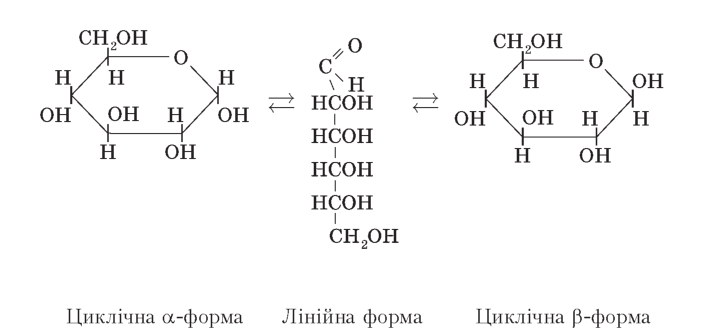 CH₂OH O CH₂OH
O O
H H H C H H OH
OH OH H OH HCOH OH OH H H
H OH HCOH H OH
HCOH
HCOH
CH₂OH
Циклічна α-форма Лінійна форма Циклічна β-форма